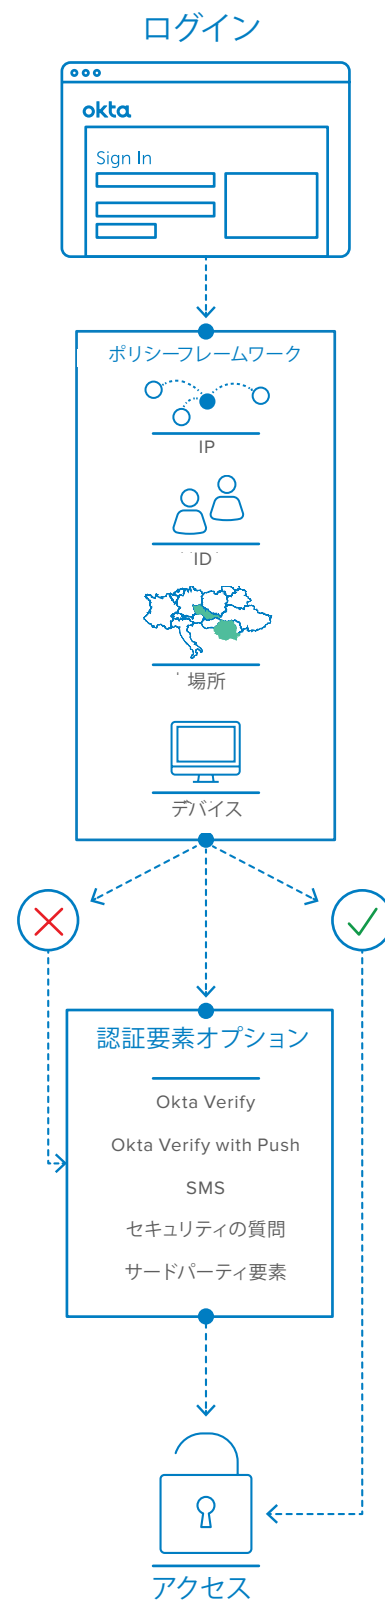 ログイン
okta
Sign In
ポリシーフレームワーク
IP
ID
場所
デバイス
認証要素オプション
Okta Verify
Okta Verify with Push
SMS
セキュリティの質問
サードパーティ要素
アクセス